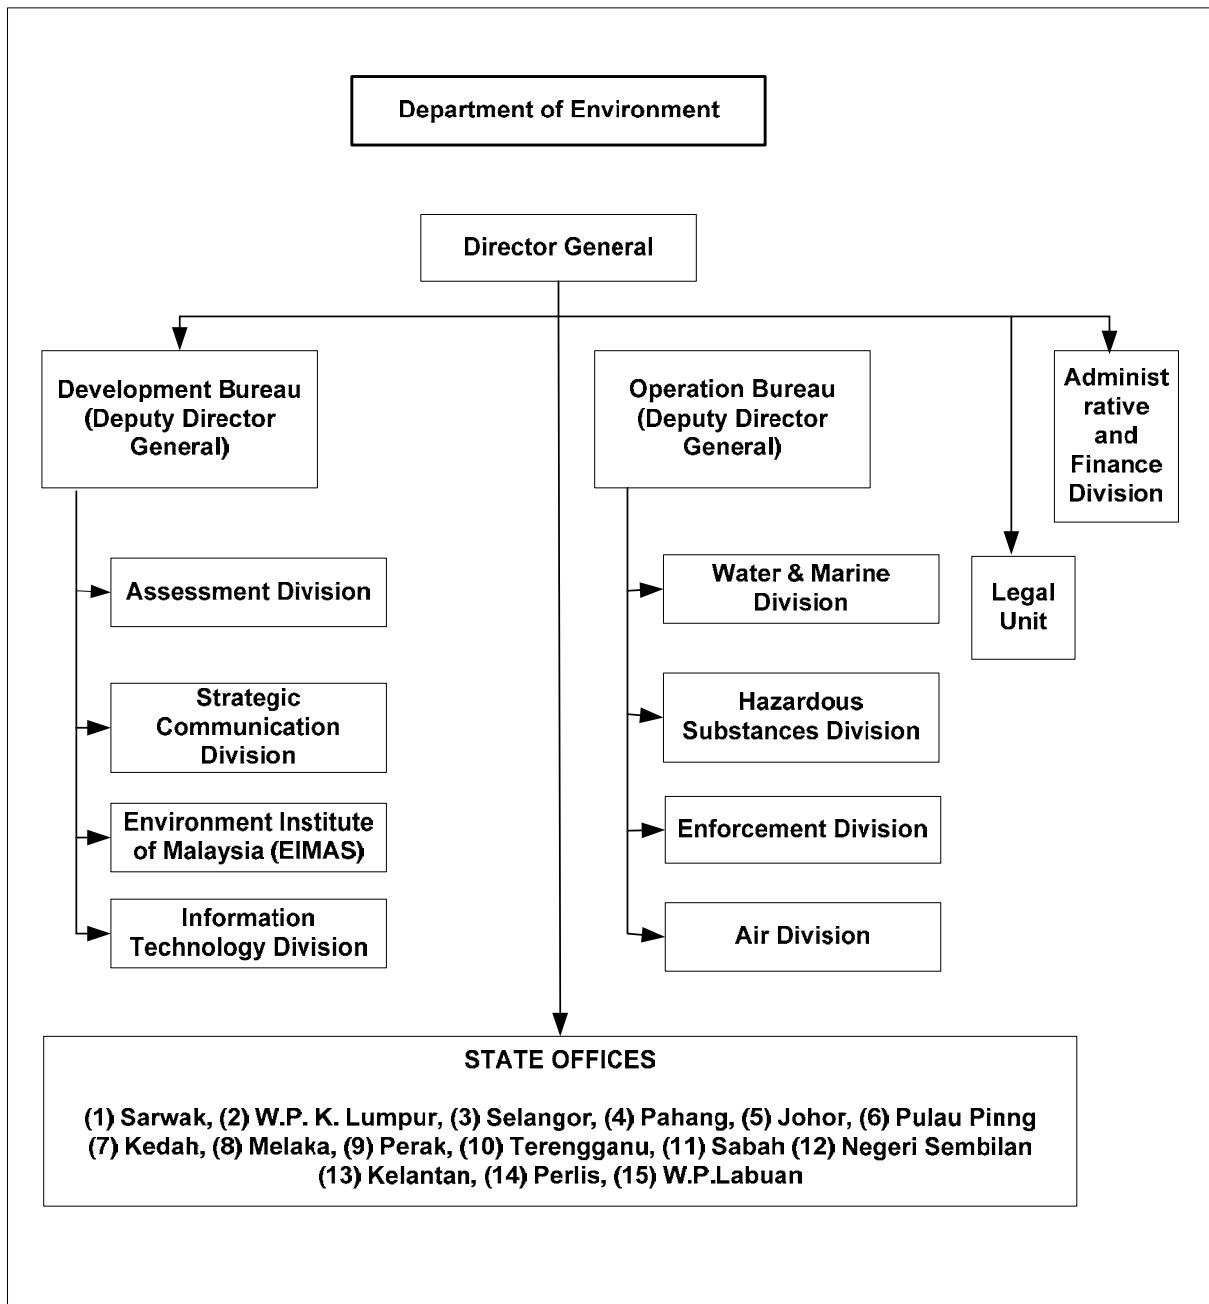 Department of Environment
Director General
Development Bureau
(Deputy Director
General)
Operation Bureau
(Deputy Director
General)
Administ
rative
and
Finance
Division
Legal
Unit
Assessment Division
Strategic
Communication
Division
Environment Institute
of Malaysia (EIMAS)
Information
Technology Division
Water & Marine
Division
Hazardous
Substances Division
Enforcement Division
Air Division
STATE OFFICES
(1) Sarwak, (2) W.P. K. Lumpur, (3) Selangor, (4) Pahang, (5) Johor, (6) Pulau Pinng
(7) Kedah, (8) Melaka, (9) Perak, (10) Terengganu, (11) Sabah (12) Negeri Sembilan
(13) Kelantan, (14) Perlis, (15) W.P.Labuan